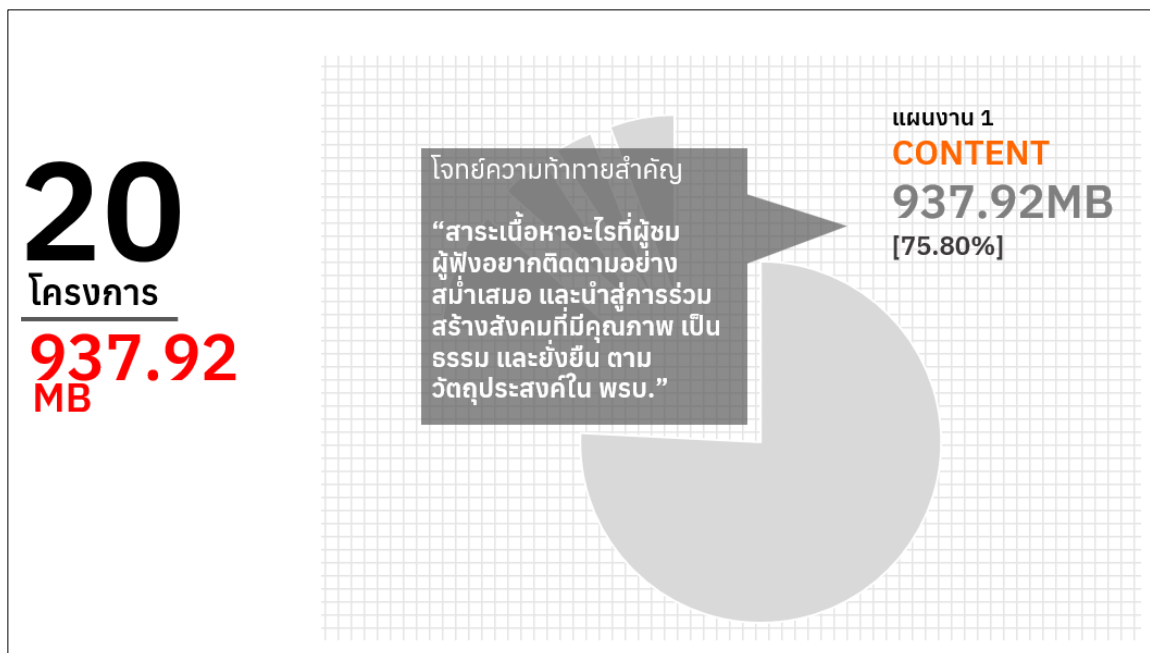 20
โครงการ
937.92
MB
โจทย์ความท้าทายสำคัญ
“สาระเนื้อหาอะไรที่ผู้ชม
ผู้ฟังอยากติดตามอย่าง
สม่ำเสมอ และนำสู่การร่วม
สร้างสังคมที่มีคุณภาพ เป็น
ธรรม และยั่งยืน ตาม
วัตถุประสงค์ใน พรบ.”
แผนงาน 1
CONTENT
937.92MB
[75.80%]